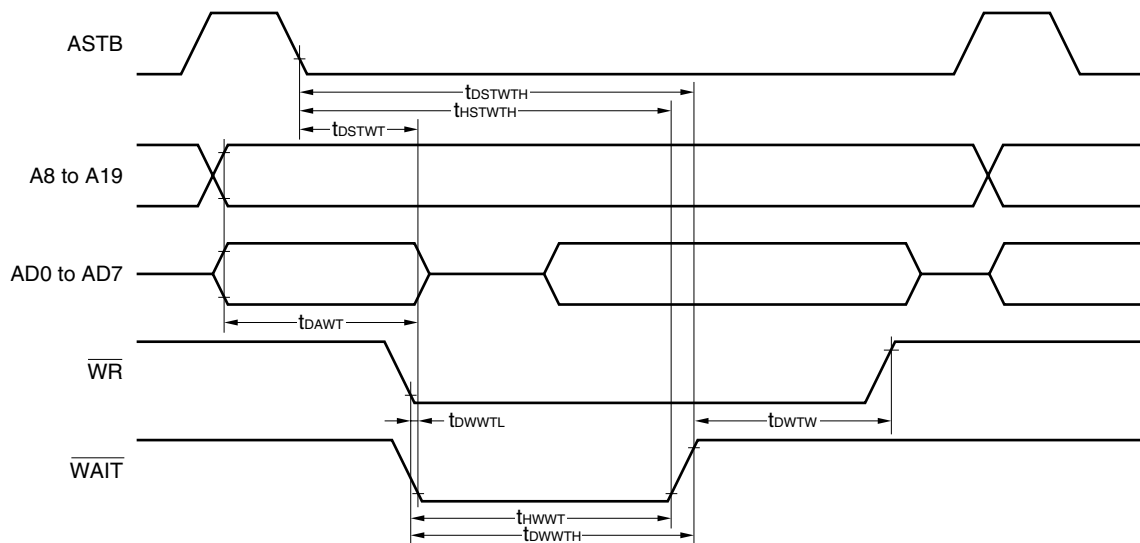 ASTB
tDSTWTH
tHSTWTH
tDSTWT
A8 to A19
AD0 to AD7
tDAWT
WR
tDWWTL
tDWTW
WAIT
tHWWT
tDWWTH